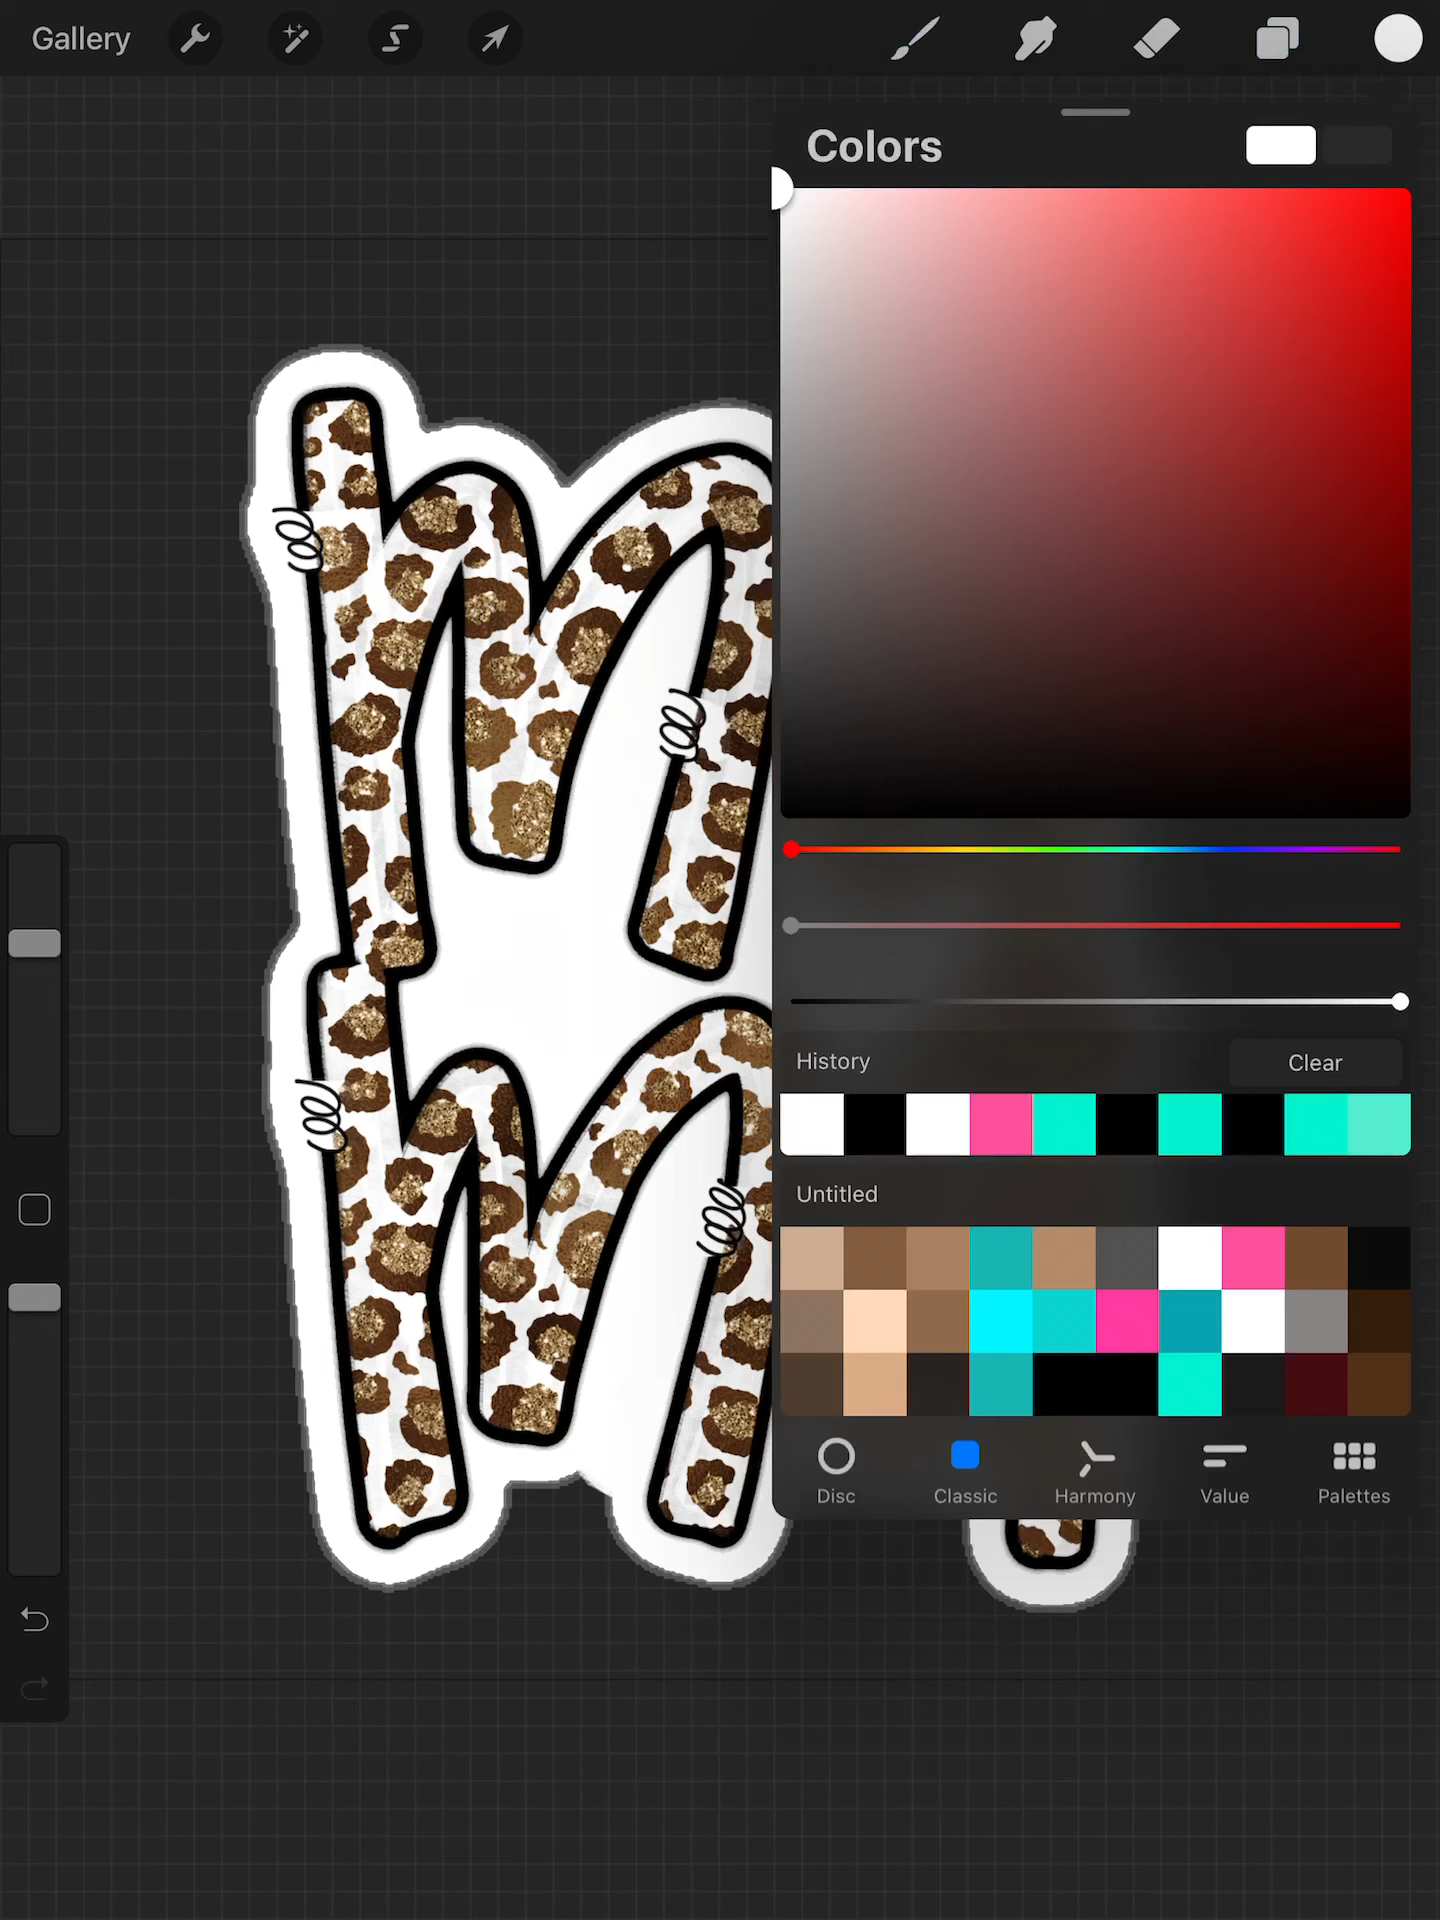 Gallery
Colors
History
Clear
Untitled
Disc
Classic
Harmony
Value
Palettes